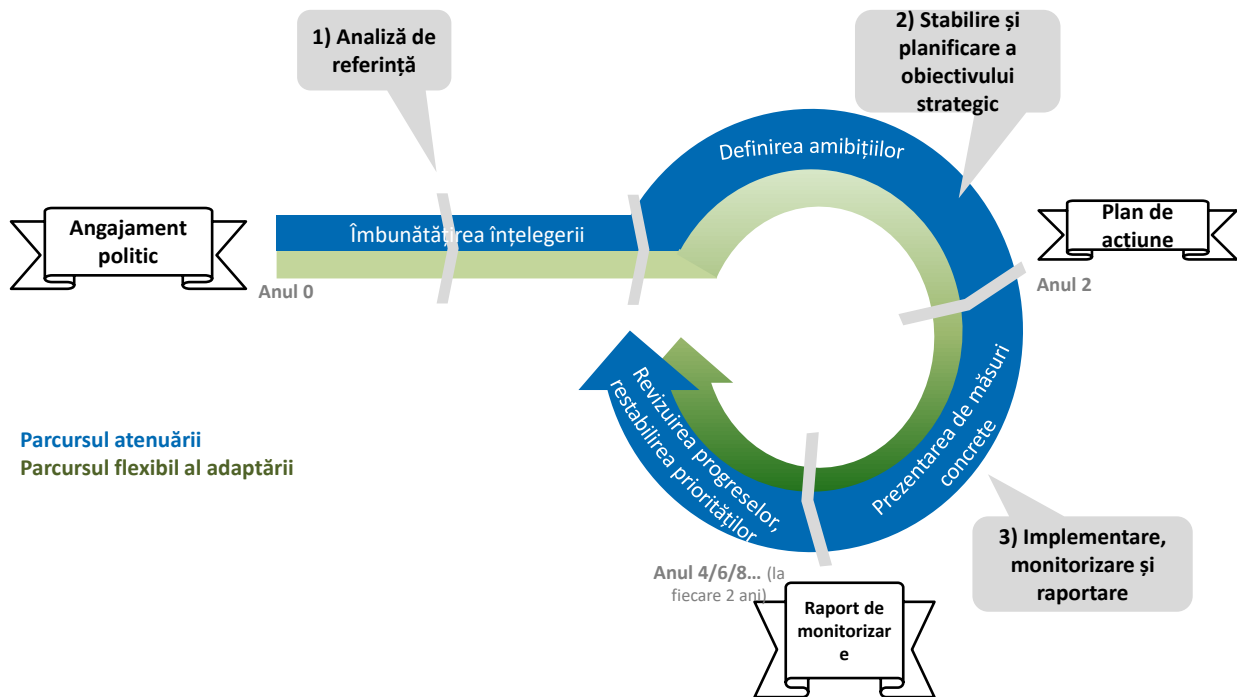 1) Analiză de
referință
2) Stabilire și
planificare a
obiectivului
strategic
Definirea amibițiilor
Angajament
politic
Îmbunătățirea înțelegerii
Plan de
actiune
Anul 0
Anul 2
Revizuirea progreselor,
restabilirea priorităților
Prezentarea de măsuri
concrete
Parcursul atenuării
Parcursul flexibil al adaptării
3) Implementare,
monitorizare și
raportare
Anul 4/6/8... (la
fiecare 2 ani)
Raport de
monitorizar
e